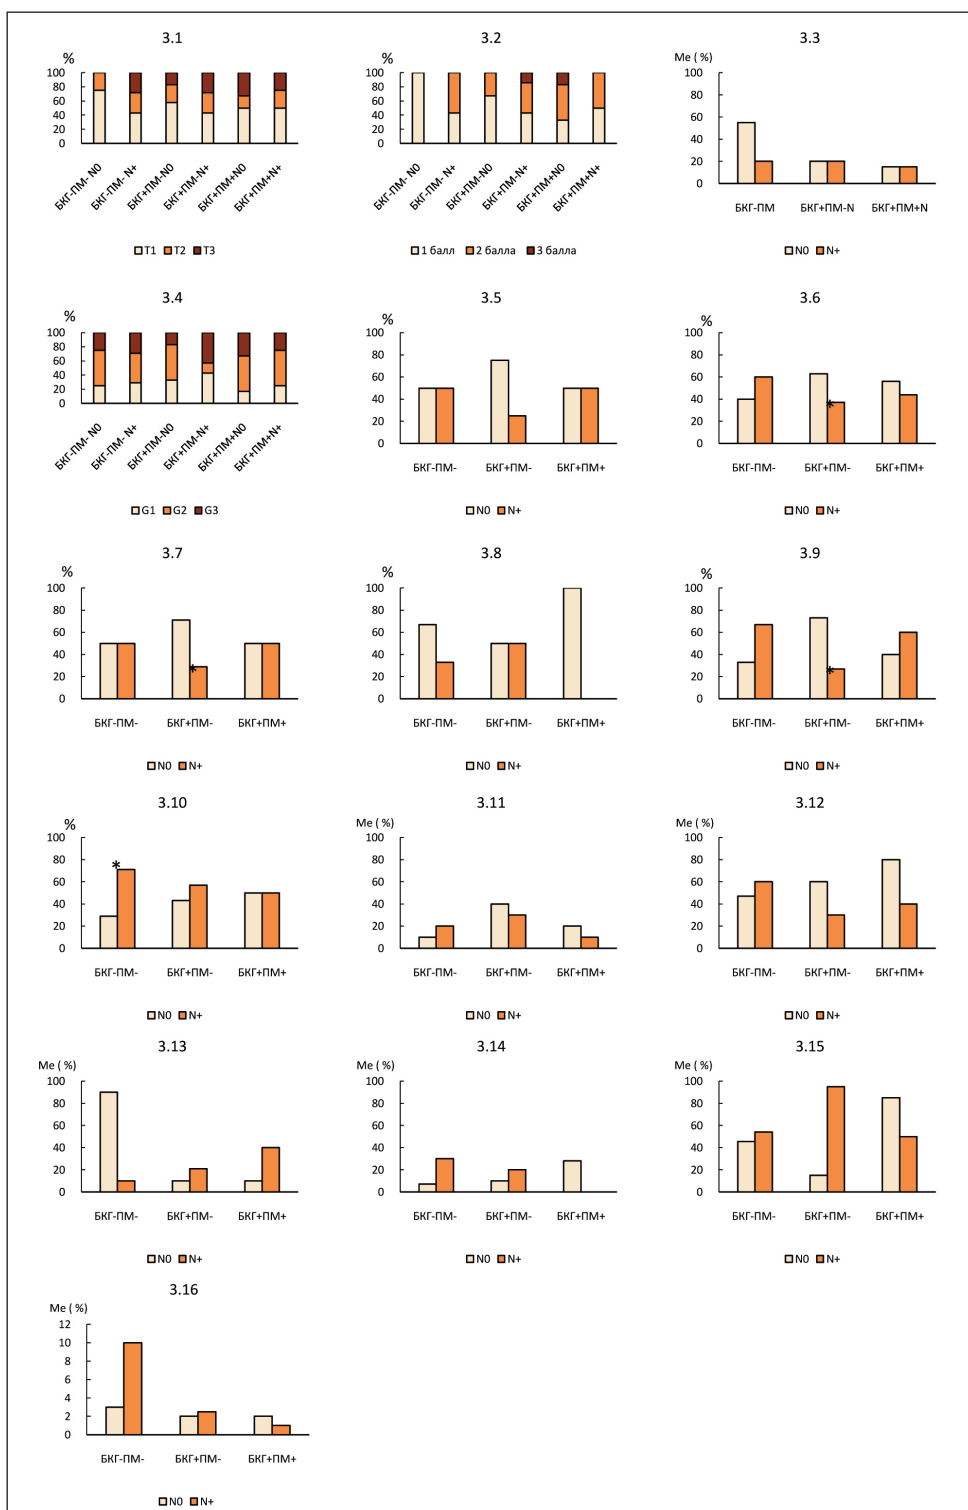 3.1
%
100
80
60
40
20
0
БКГ-ПМ- N0
БКГ-ПМ- N+
БКГ+ПМ-N0
БКГ+ПМ-N+
БКГ+ПМ+N0
БКГ+ПМ+N+
T1 T2 T3
3.2
%
100
80
60
40
20
0
БКГ-ПМ- N0
БКГ-ПМ- N+
БКГ+ПМ-N0
БКГ+ПМ-N+
БКГ+ПМ+N0
БКГ+ПМ+N+
1 балл 2 балла 3 балла
3.3
Me ( %)
100
80
60
40
20
0
БКГ-ПМ БКГ+ПМ-N БКГ+ПМ+N
N0 N+
3.4
%
100
80
60
40
20
0
БКГ-ПМ- N0
БКГ-ПМ- N+
БКГ+ПМ-N0
БКГ+ПМ-N+
БКГ+ПМ+N0
БКГ+ПМ+N+
G1 G2 G3
3.5
%
100
80
60
40
20
0
БКГ-ПМ- БКГ+ПМ- БКГ+ПМ+
N0 N+
3.6
%
100
80
60
40
20
0
*
БКГ-ПМ- БКГ+ПМ- БКГ+ПМ+
N0 N+
3.7
%
100
80
60
40
20
0
*
БКГ-ПМ- БКГ+ПМ- БКГ+ПМ+
N0 N+
3.8
%
100
80
60
40
20
0
БКГ-ПМ- БКГ+ПМ- БКГ+ПМ+
N0 N+
3.9
%
100
80
60
40
20
0
*
БКГ-ПМ- БКГ+ПМ- БКГ+ПМ+
N0 N+
3.10
%
100
80
60
40
20
0
*
БКГ-ПМ- БКГ+ПМ- БКГ+ПМ+
N0 N+
3.11
Me ( %)
100
80
60
40
20
0
БКГ-ПМ- БКГ+ПМ- БКГ+ПМ+
N0 N+
3.12
Me ( %)
100
80
60
40
20
0
БКГ-ПМ- БКГ+ПМ- БКГ+ПМ+
N0 N+
3.13
Me ( %)
100
80
60
40
20
0
БКГ-ПМ- БКГ+ПМ- БКГ+ПМ+
N0 N+
3.14
Me ( %)
100
80
60
40
20
0
БКГ-ПМ- БКГ+ПМ- БКГ+ПМ+
N0 N+
3.15
Me ( %)
100
80
60
40
20
0
БКГ-ПМ- БКГ+ПМ- БКГ+ПМ+
N0 N+
3.16
Me ( %)
12
10
8
6
4
2
0
БКГ-ПМ- БКГ+ПМ- БКГ+ПМ+
N0 N+